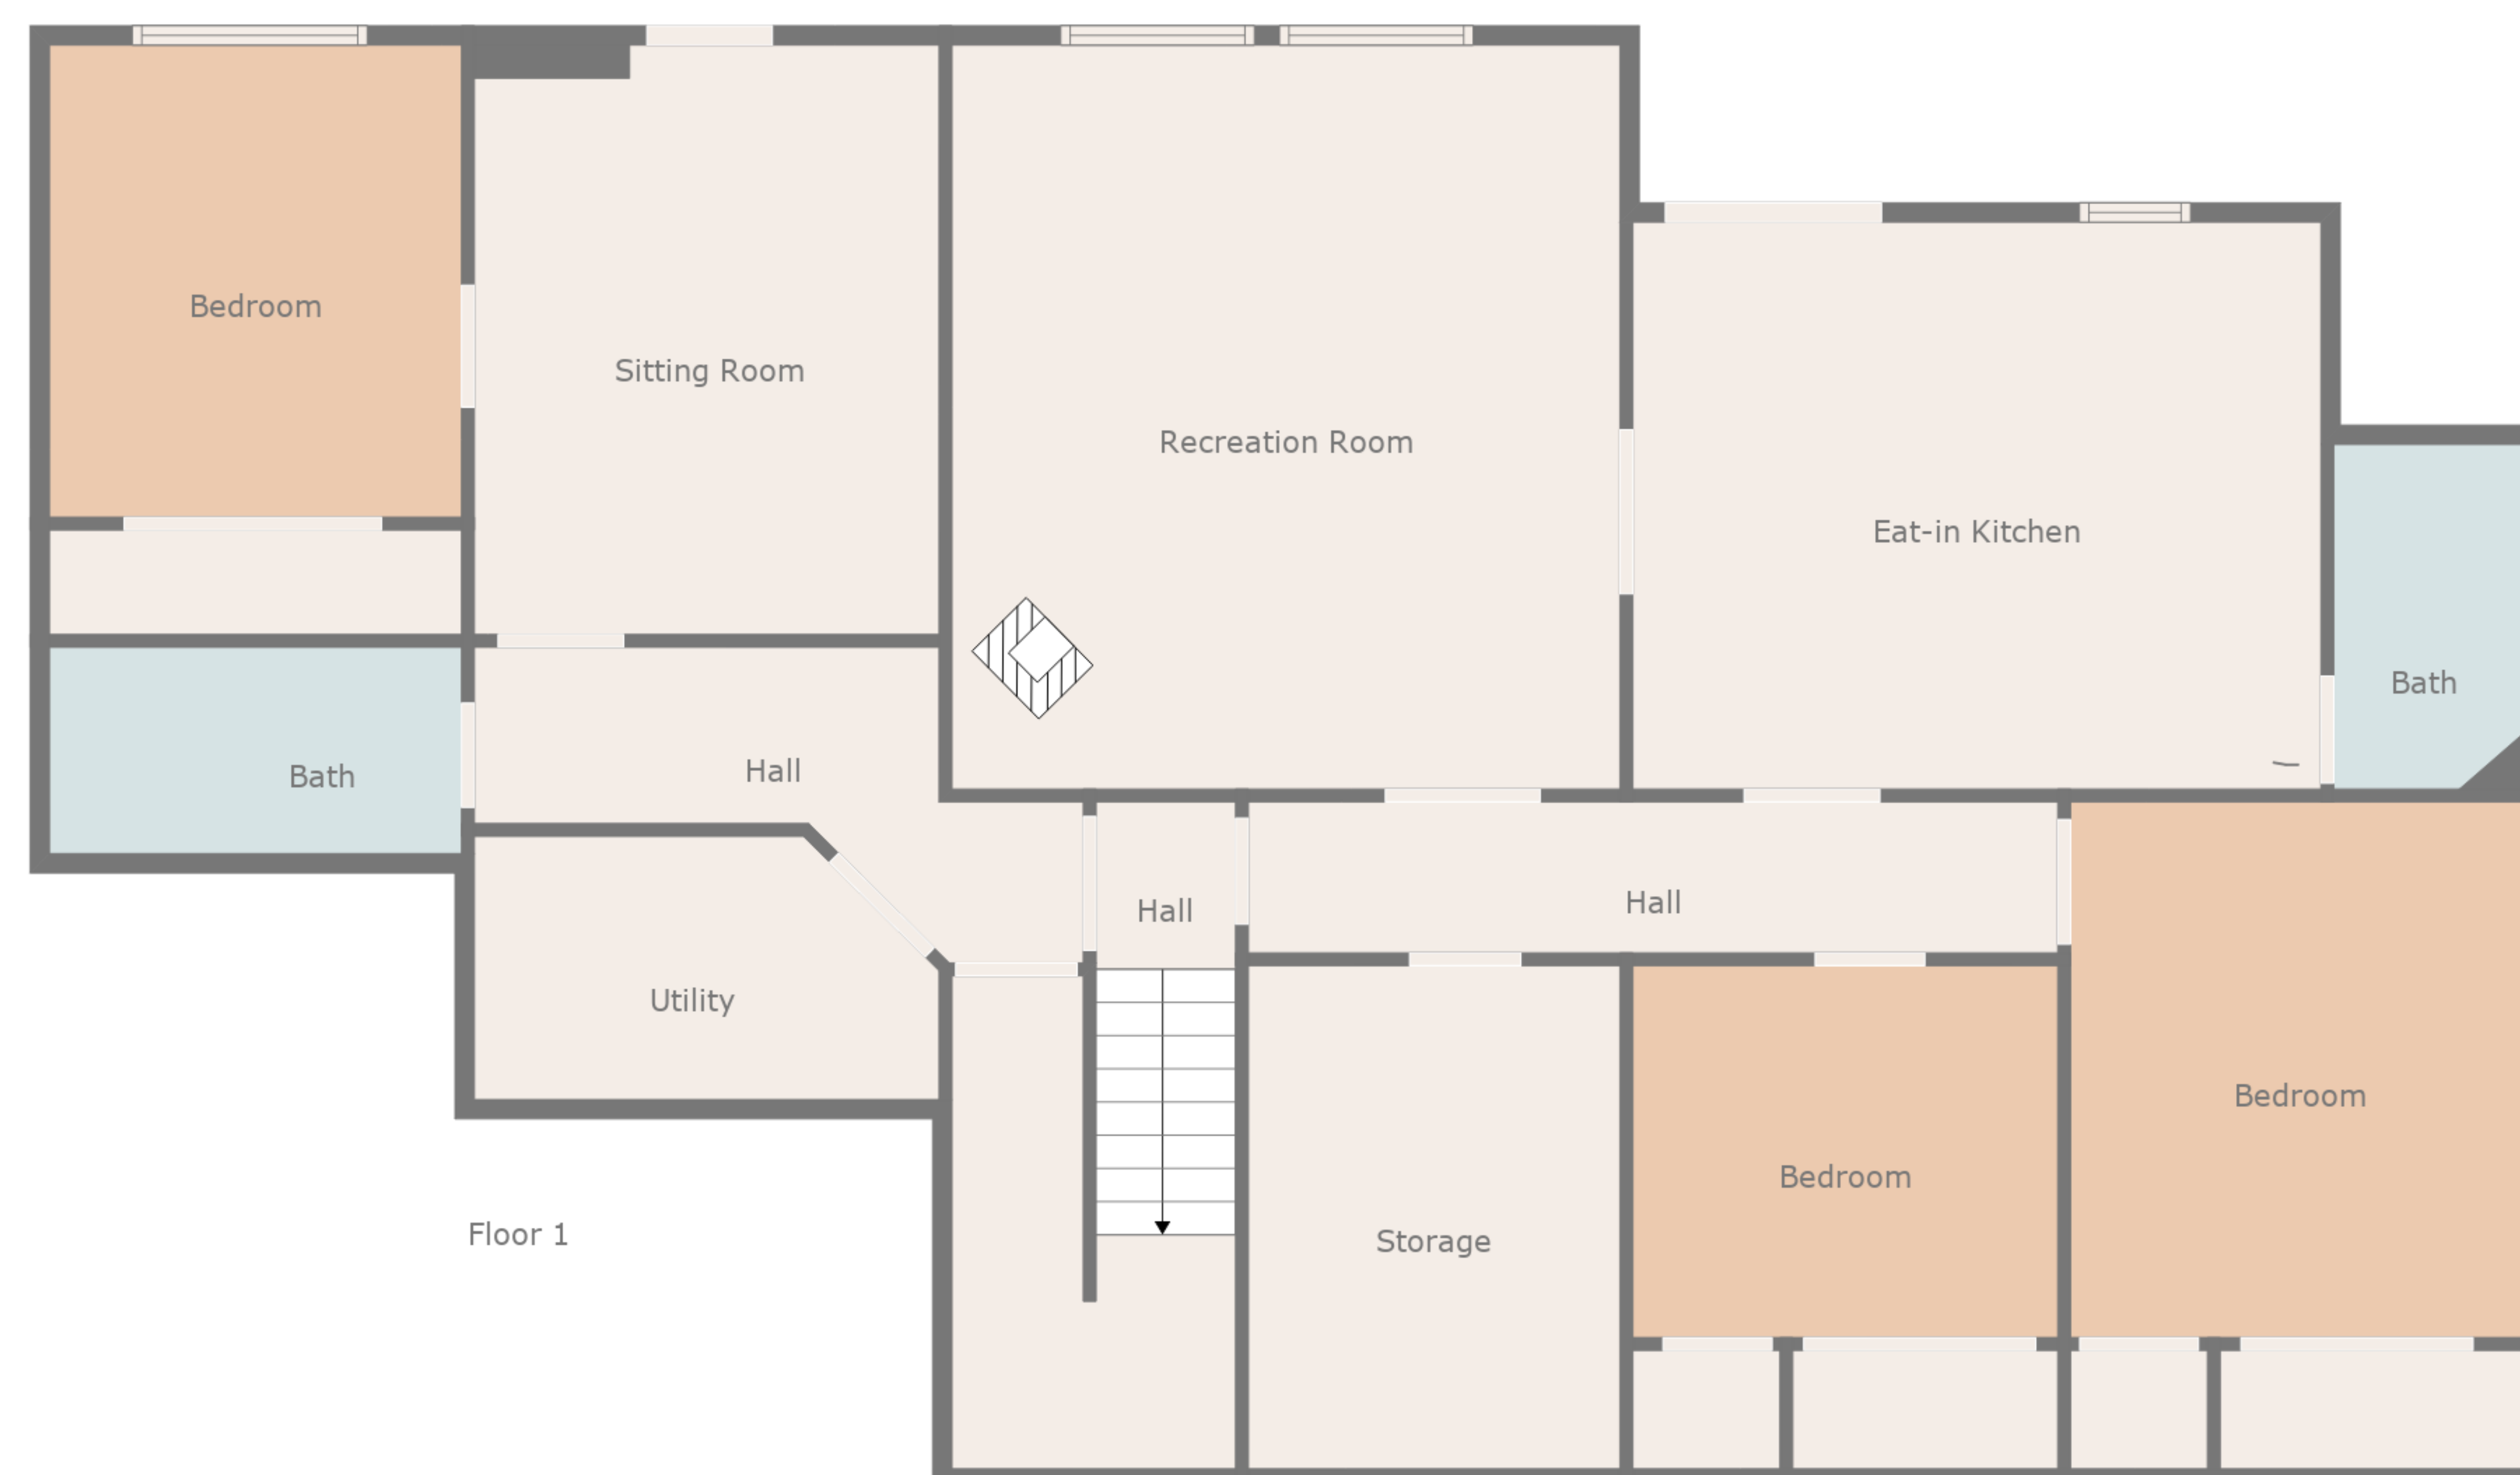 Bedroom
Sitting Room
Recreation Room
Eat-in Kitchen
Bath
Bath
Hall
Hall
Hall
Utility
Bedroom
Bedroom
Storage
Floor 1